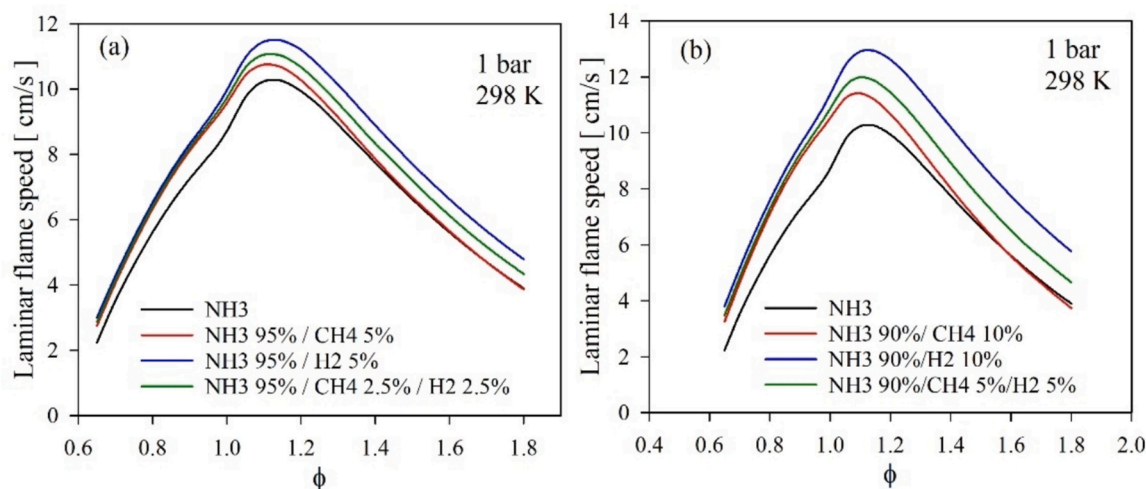 (a)
1 bar
298 K
Laminar flame speed [ cm/s ]
12
10
8
6
4
2
0
NH3
NH3 95% / CH4 5%
NH3 95% / H2 5%
NH3 95% / CH4 2.5% / H2 2.5%
0.6 0.8 1.0 1.2 1.4 1.6 1.8
ϕ
(b)
1 bar
298 K
Laminar flame speed [ cm/s ]
14
12
10
8
6
4
2
0
NH3
NH3 90%/ CH4 10%
NH3 90%/H2 10%
NH3 90%/CH4 5%/H2 5%
0.4 0.6 0.8 1.0 1.2 1.4 1.6 1.8 2.0
ϕ